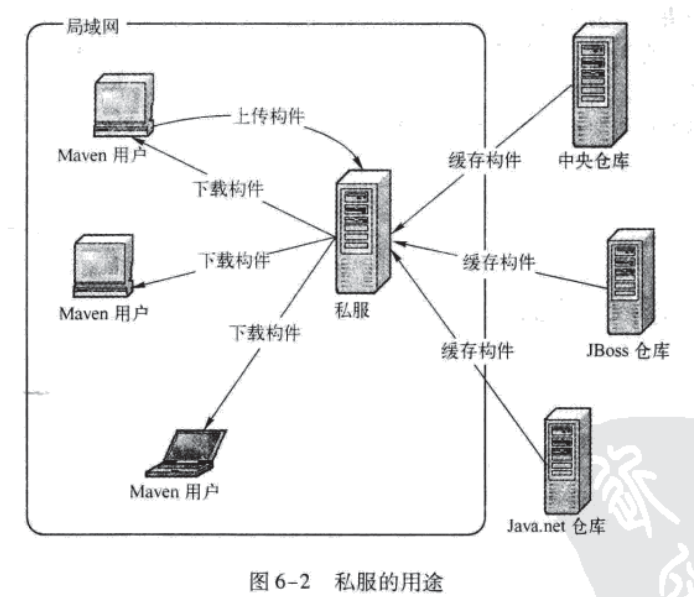 局域网
上传构件
Maven 用户
下载构件
缓存构件
中央仓库
下载构件
缓存构件
Maven 用户
私服
下载构件
缓存构件
JBoss 仓库
Maven 用户
Java.net 仓库
图 6-2 私服的用途